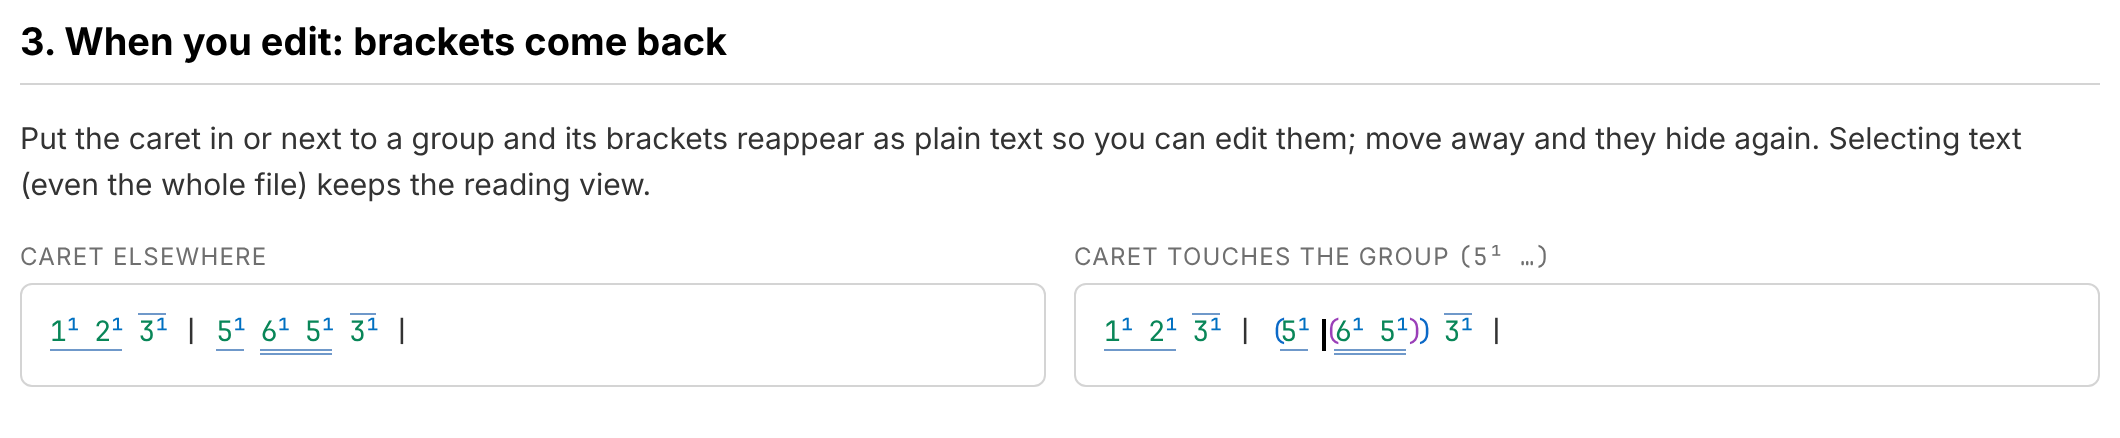 3. When you edit: brackets come back
Put the caret in or next to a group and its brackets reappear as plain text so you can edit them; move away and they hide again. Selecting text
(even the whole file) keeps the reading view.
CARET ELSEWHERE
CARET TOUCHES THE GROUP (5¹ …)
1¹ 2¹ 3¹ | 5¹ 6¹ 5¹ 3¹ |
1¹ 2¹ 3¹ | (5¹ (6¹ 5¹)) 3¹ |